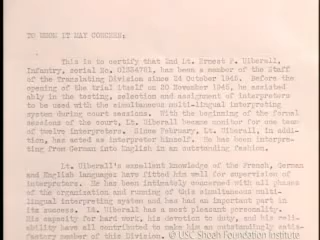 TO WHOM IT MAY CONCERN:
This is to certify that 2nd Lt. Ernest P. Uiberall,
Infantry, serial No. 01334781, has been a member of the Staff
of the Translating Division since 24 October 1945. Before the
opening of the trial itself on 20 November 1945, he assisted
ably in the testing, selection and assignment of interpreters
to be used with the simultaneous multi-lingual interpreting
system during court sessions. With the beginning of the formal
sessions of the court, Lt. Uiberall became monitor for one team
of twelve interpreters. Since February, Lt. Uiberall, in addi-
tion, has acted as interpreter himself. He has been interpre-
ting from German into English in an outstanding fashion.
Lt. Uiberall's excellent knowledge of the French, German
and English languages have fitted him well for supervision of
interpreters. He has been intimately concerned with all phases
of the organization and running of this simultaneous multi-
lingual interpreting system and has had an important part in
its success. Lt. Uiberall has a most pleasant personality.
His capacity for hard work, his devotion to duty, and his reli-
ability have all contributed to make him an outstandingly satis-
factory member of this Division.
© USC Shoah Foundation Institute